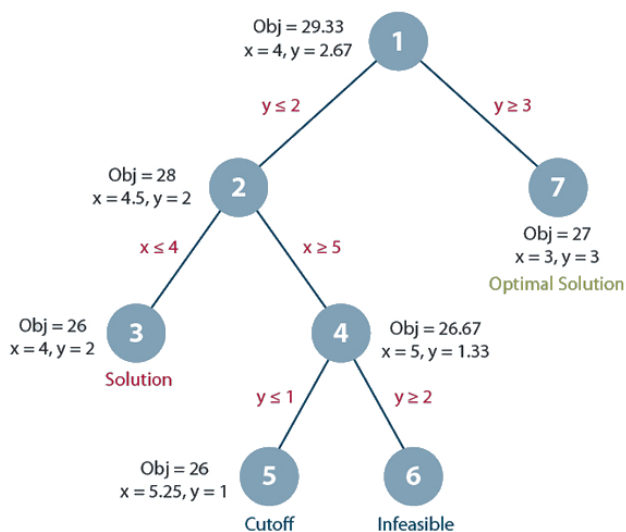 Obj = 29.33
x = 4, y = 2.67
1
y ≤ 2
y ≥ 3
Obj = 28
x = 4.5, y = 2
2
7
Obj = 27
x = 3, y = 3
Optimal Solution
x ≤ 4
x ≥ 5
Obj = 26
x = 4, y = 2
3
Solution
4
Obj = 26.67
x = 5, y = 1.33
y ≤ 1
y ≥ 2
Obj = 26
x = 5.25, y = 1
5
Cutoff
6
Infeasible